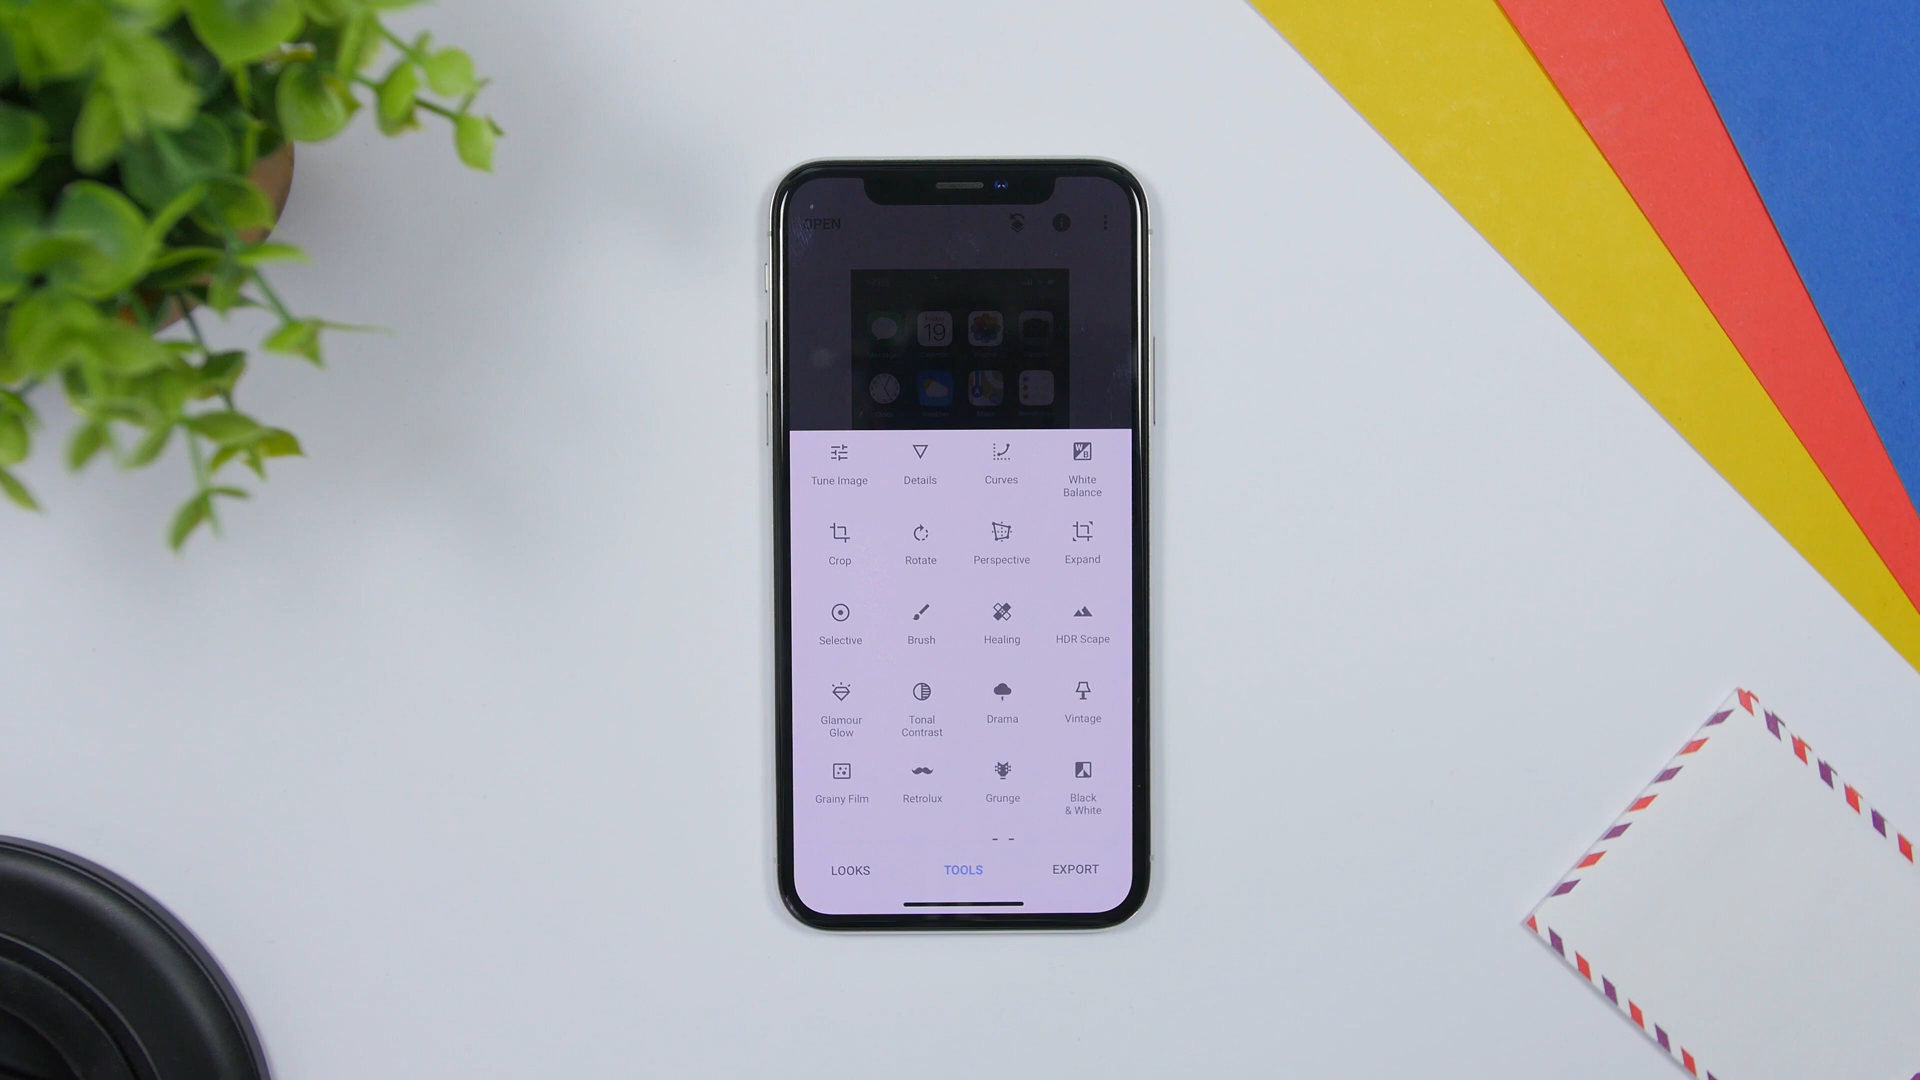 OPEN
19
Tune Image
Details
Curves
White
Balance
Crop
Rotate
Perspective
Expand
Selective
Brush
Healing
HDR Scape
Glamour
Glow
Tonal
Contrast
Drama
Vintage
Grainy Film
Retrolux
Grunge
Black
& White
LOOKS
TOOLS
EXPORT